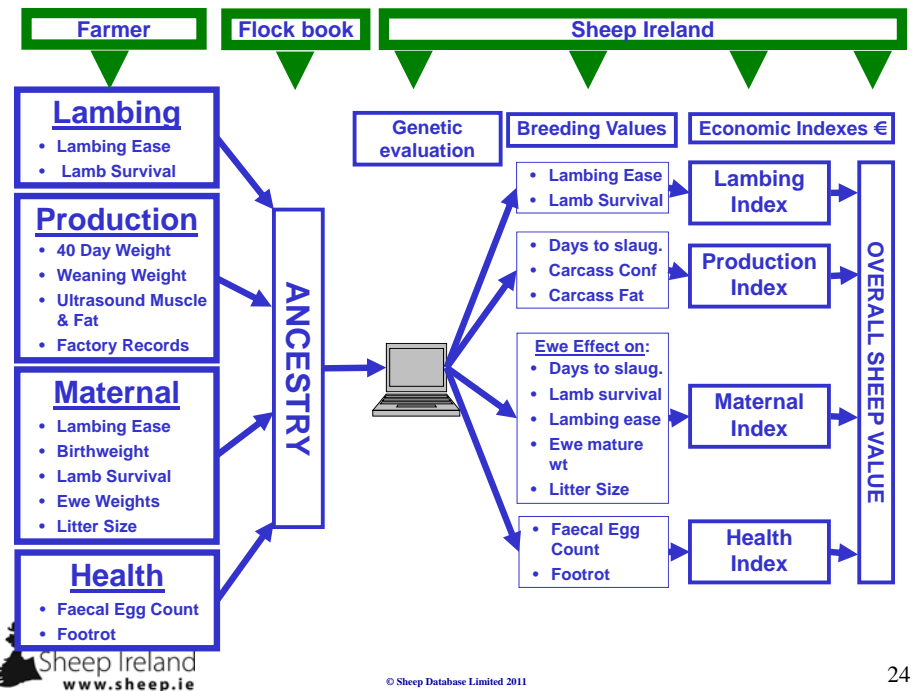 Farmer
Flock book
Sheep Ireland
Lambing
• Lambing Ease
• Lamb Survival
Production
• 40 Day Weight
• Weaning Weight
• Ultrasound Muscle
& Fat
• Factory Records
Maternal
• Lambing Ease
• Birthweight
• Lamb Survival
• Ewe Weights
• Litter Size
Health
• Faecal Egg Count
• Footrot
ANCESTRY
Genetic
evaluation
Breeding Values
Economic Indexes €
• Lambing Ease
• Lamb Survival
• Days to slaug.
• Carcass Conf
• Carcass Fat
Ewe Effect on:
• Days to slaug.
• Lamb survival
• Lambing ease
• Ewe mature
wt
• Litter Size
• Faecal Egg
Count
• Footrot
Lambing
Index
Production
Index
Maternal
Index
Health
Index
OVERALL SHEEP VALUE
Sheep Ireland
www.sheep.ie
© Sheep Database Limited 2011
24